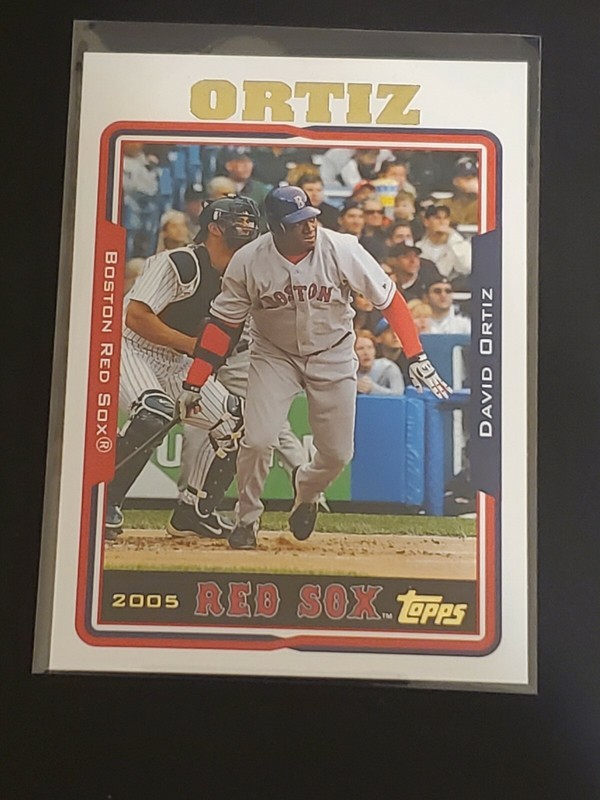 ORTIZ
BOSTON RED SOX®
BOSTON
B
DAVID ORTIZ
2005 RED SOX™ Topps